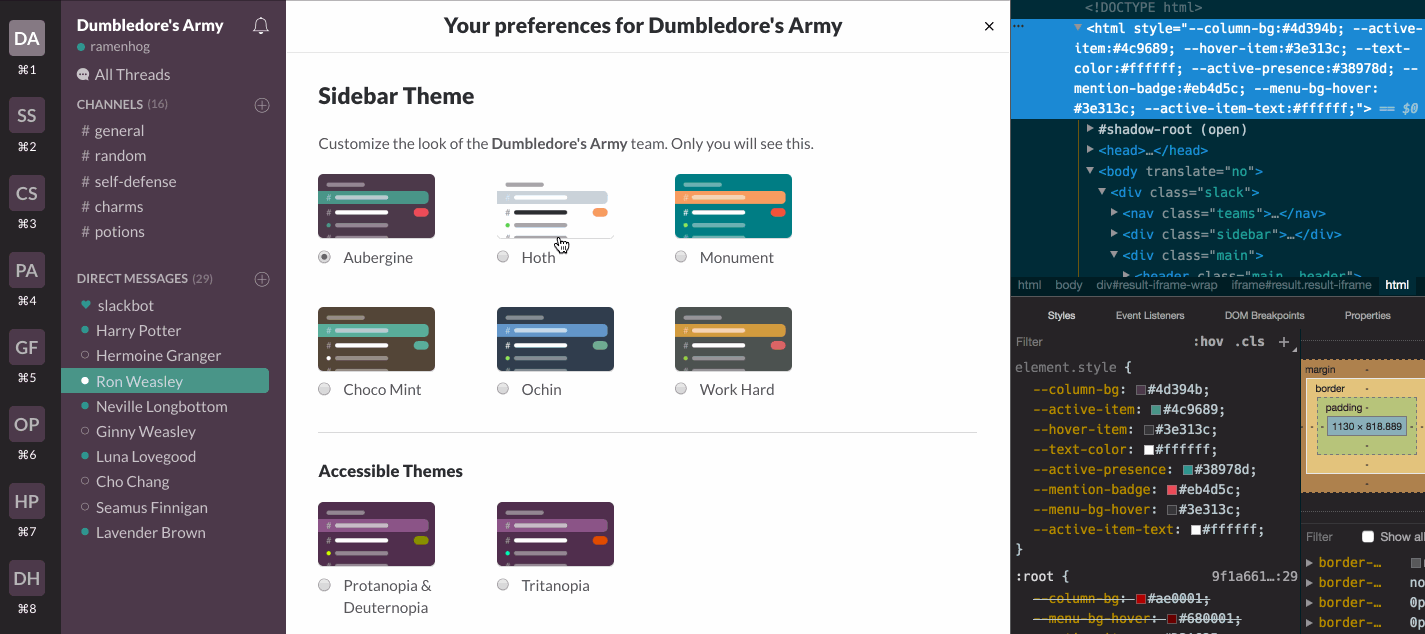 DA
⌘1
SS
⌘2
CS
⌘3
PA
⌘4
GF
⌘5
OP
⌘6
HP
⌘7
DH
⌘8
Dumbledore's Army
ramenhog
All Threads
CHANNELS (16)
# general
# random
# self-defense
# charms
# potions
DIRECT MESSAGES (29)
slackbot
Harry Potter
Hermoine Granger
Ron Weasley
Neville Longbottom
Ginny Weasley
Luna Lovegood
Cho Chang
Seamus Finnigan
Lavender Brown
Your preferences for Dumbledore's Army
×
Sidebar Theme
Customize the look of the Dumbledore's Army team. Only you will see this.
Aubergine
Hoth
Monument
Choco Mint
Ochin
Work Hard
Accessible Themes
Protanopia &
Deuternopia
Tritanopia
<!DOCTYPE html>
<html style="--column-bg:#4d394b; --active-
item:#4c9689; --hover-item:#3e313c; --text-
color:#ffffff; --active-presence:#38978d; --
mention-badge:#eb4d5c; --menu-bg-hover:
#3e313c; --active-item-text:#ffffff;"> == $0
#shadow-root (open)
<head>…</head>
<body translate="no">
<div class="slack">
<nav class="teams">…</nav>
<div class="sidebar">…</div>
<div class="main">
<header class="main__header">
html body div#result-iframe-wrap iframe#result.result-iframe html
Styles Event Listeners DOM Breakpoints Properties
Filter :hov .cls +
element.style {
--column-bg: #4d394b;
--active-item: #4c9689;
--hover-item: #3e313c;
--text-color: #ffffff;
--active-presence: #38978d;
--mention-badge: #eb4d5c;
--menu-bg-hover: #3e313c;
--active-item-text: #ffffff;
}
:root { 9f1a661…:29
--column-bg: #ae0001;
--menu-bg-hover: #680001;
margin -
border -
padding -
- - - 1130 × 818.889 - -
-
-
-
Filter Show all
border-…
border-… no
border-… 0p
border-… 0p